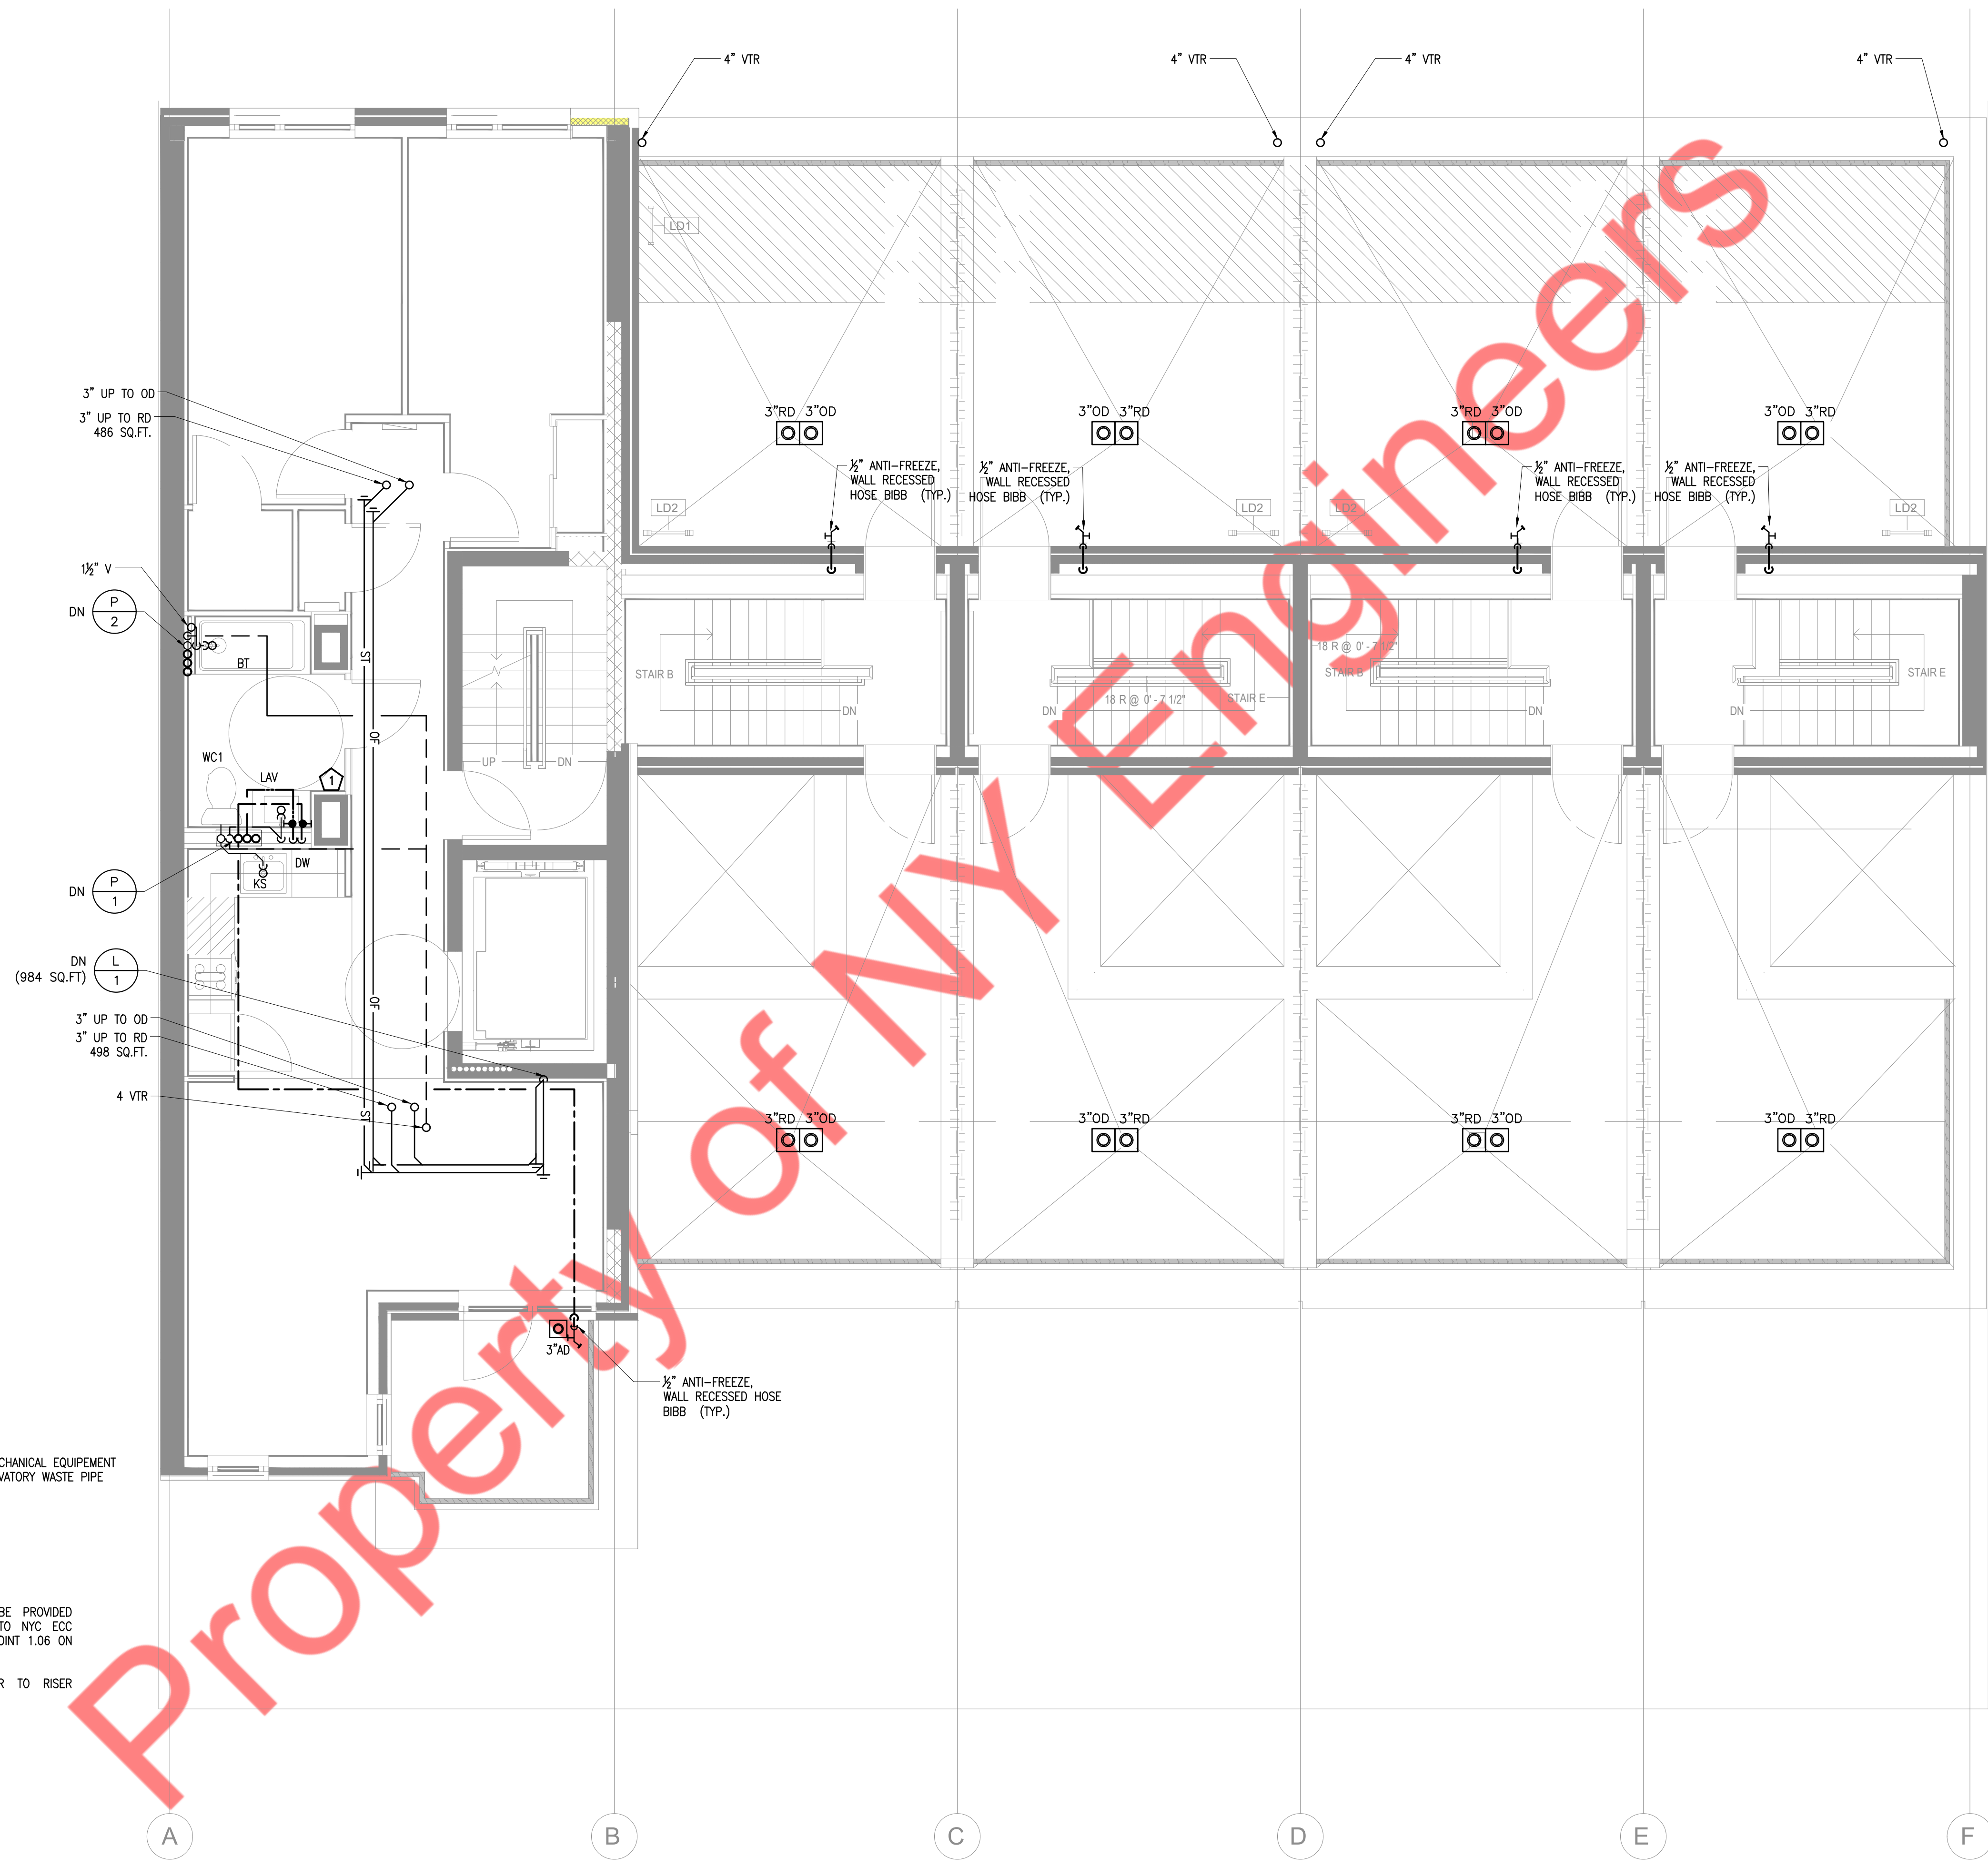 4" VTR
4" VTR
4" VTR
4" VTR
LD1
3" UP TO OD
3" UP TO RD
486 SQ.FT.
3"RD 3"OD
3"OD 3"RD
3"RD 3"OD
3"OD 3"RD
½" ANTI-FREEZE,
WALL RECESSED
HOSE BIBB (TYP.)
½" ANTI-FREEZE,
WALL RECESSED
HOSE BIBB (TYP.)
½" ANTI-FREEZE,
WALL RECESSED
HOSE BIBB (TYP.)
½" ANTI-FREEZE,
WALL RECESSED
HOSE BIBB (TYP.)
LD2
LD2
LD2
LD2
1½" V
DN
P
2
BT
ST
OF
STAIR B
DN
18 R @ 0' - 7 1/2"
STAIR E
DN
18 R @ 0' - 7 1/2"
STAIR B
DN
STAIR E
DN
UP
DN
WC1
LAV
1
DW
KS
DN
P
1
DN
(984 SQ.FT)
L
1
OF
3" UP TO OD
3" UP TO RD
498 SQ.FT.
4 VTR
ST
3"RD 3"OD
3"OD 3"RD
3"RD 3"OD
3"OD 3"RD
3"AD
½" ANTI-FREEZE,
WALL RECESSED HOSE
BIBB (TYP.)
CHANICAL EQUIPEMENT
VATORY WASTE PIPE
BE PROVIDED
TO NYC ECC
OINT 1.06 ON
R TO RISER
A
B
C
D
E
F
Property of NY Engineers